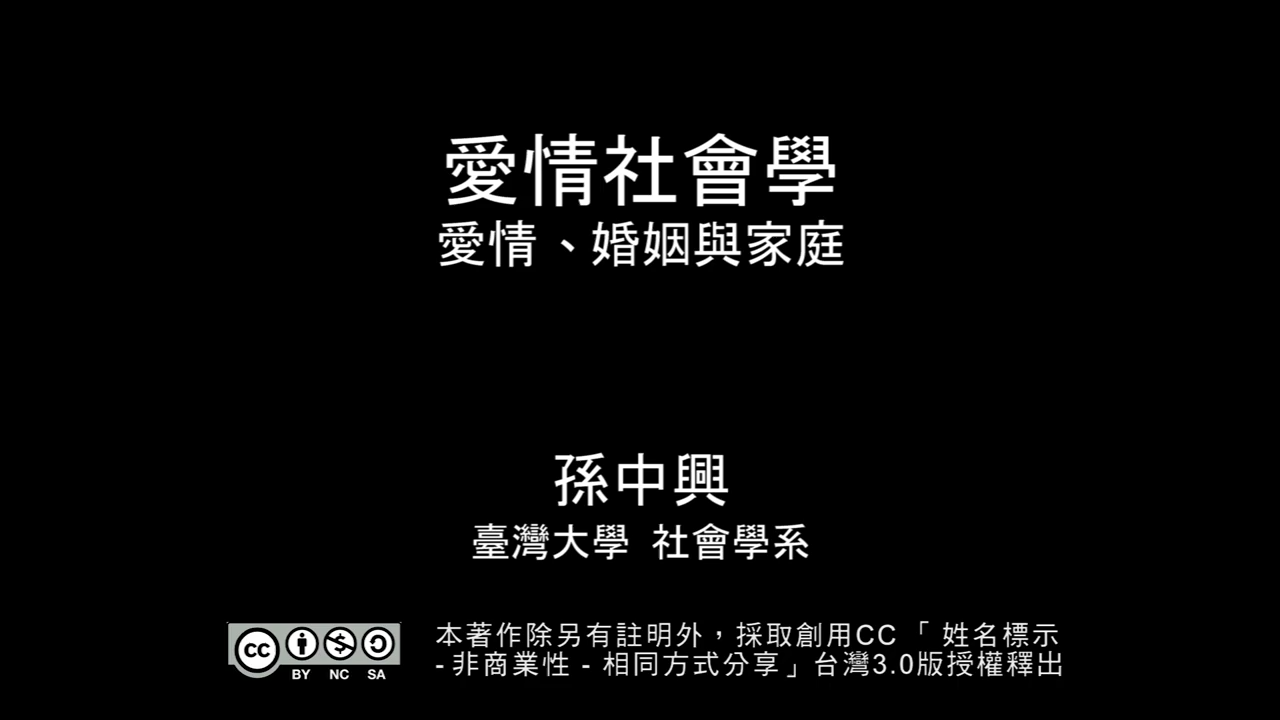 愛情社會學
愛情、婚姻與家庭
孫中興
臺灣大學 社會學系
cc
BY NC SA
本著作除另有註明外，採取創用CC「 姓名標示
- 非商業性 - 相同方式分享」台灣3.0版授權釋出